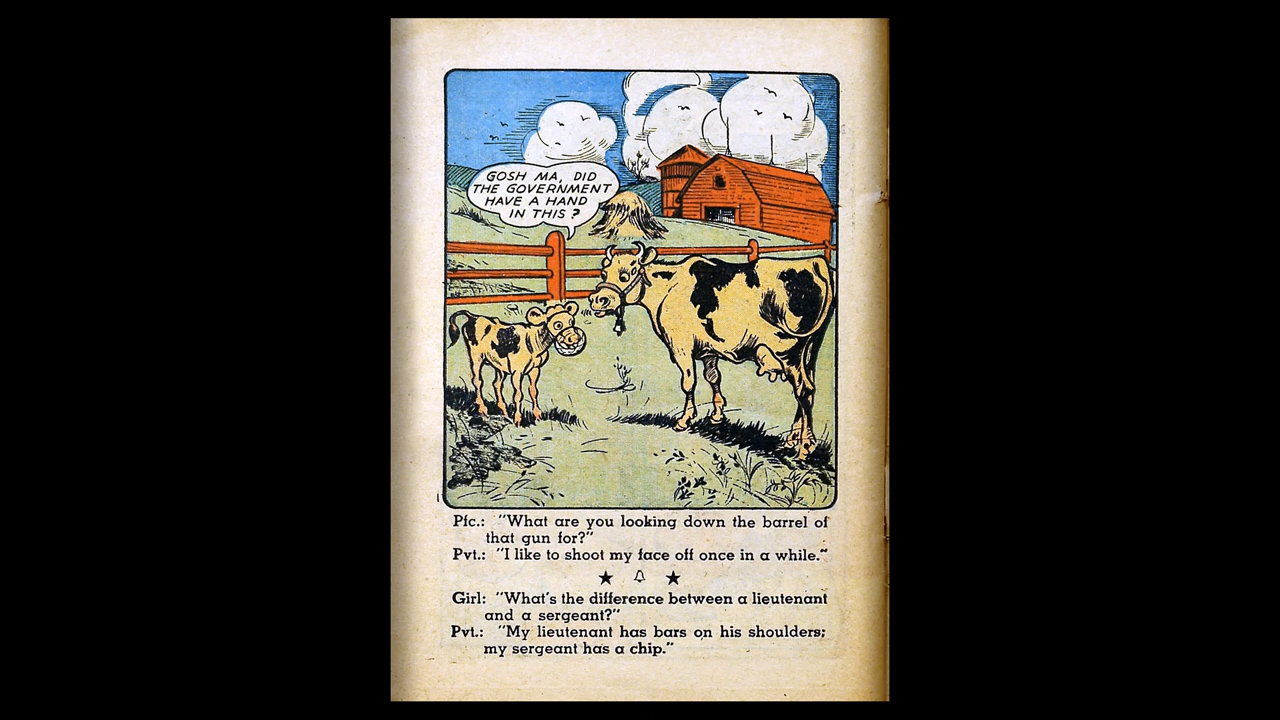 GOSH MA, DID
THE GOVERNMENT
HAVE A HAND
IN THIS?
Pfc.: "What are you looking down the barrel of
that gun for?"
Pvt.: "I like to shoot my face off once in a while."
Girl: "What's the difference between a lieutenant
and a sergeant?"
Pvt.: "My lieutenant has bars on his shoulders;
my sergeant has a chip."